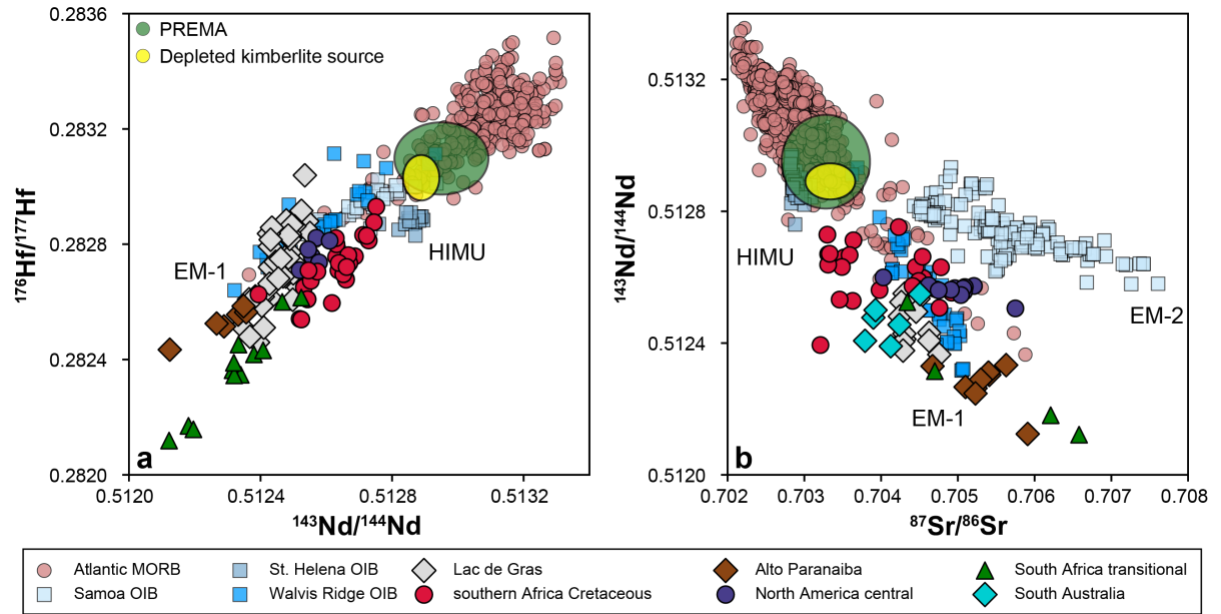 0.2836
0.2832
0.2828
0.2824
0.2820
¹⁷⁶Hf/¹⁷⁷Hf
PREMA
Depleted kimberlite source
HIMU
EM-1
a
0.5120
0.5124
0.5128
0.5132
¹⁴³Nd/¹⁴⁴Nd
0.5132
0.5128
0.5124
0.5120
¹⁴³Nd/¹⁴⁴Nd
HIMU
EM-2
EM-1
b
0.702
0.703
0.704
0.705
0.706
0.707
0.708
⁸⁷Sr/⁸⁶Sr
Atlantic MORB
St. Helena OIB
Lac de Gras
Alto Paranaiba
South Africa transitional
Samoa OIB
Walvis Ridge OIB
southern Africa Cretaceous
North America central
South Australia